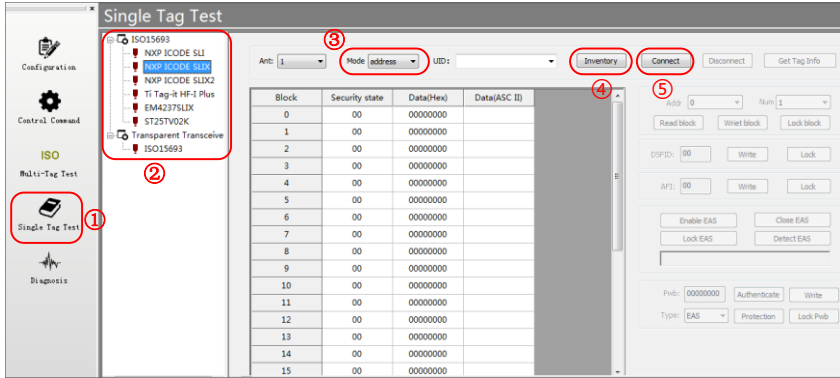 Single Tag Test
Configuration
Control Command
ISO
Multi-Tag Test
①
Single Tag Test
Diagnosis
ISO15693
NXP ICODE SLI
NXP ICODE SLIX
NXP ICODE SLIX2
Ti Tag-it HF-I Plus
EM4237SLIX
ST25TV02K
Transparent Transceive
ISO15693
②
③
Ant: 1 Mode address UID: Inventory Connect Disconnect Get Tag Info
④ ⑤
Block Security state Data(Hex) Data(ASC II)
0 00 00000000
1 00 00000000
2 00 00000000
3 00 00000000
4 00 00000000
5 00 00000000
6 00 00000000
7 00 00000000
8 00 00000000
9 00 00000000
10 00 00000000
11 00 00000000
12 00 00000000
13 00 00000000
14 00 00000000
15 00 00000000
Addr 0 Num 1
Read block Wriet block Lock block
DSFID: 00 Write Lock
AFI: 00 Write Lock
Enable EAS Close EAS
Lock EAS Detect EAS
Pwb: 00000000 Authenticate Write
Type: EAS Protection Lock Pwb